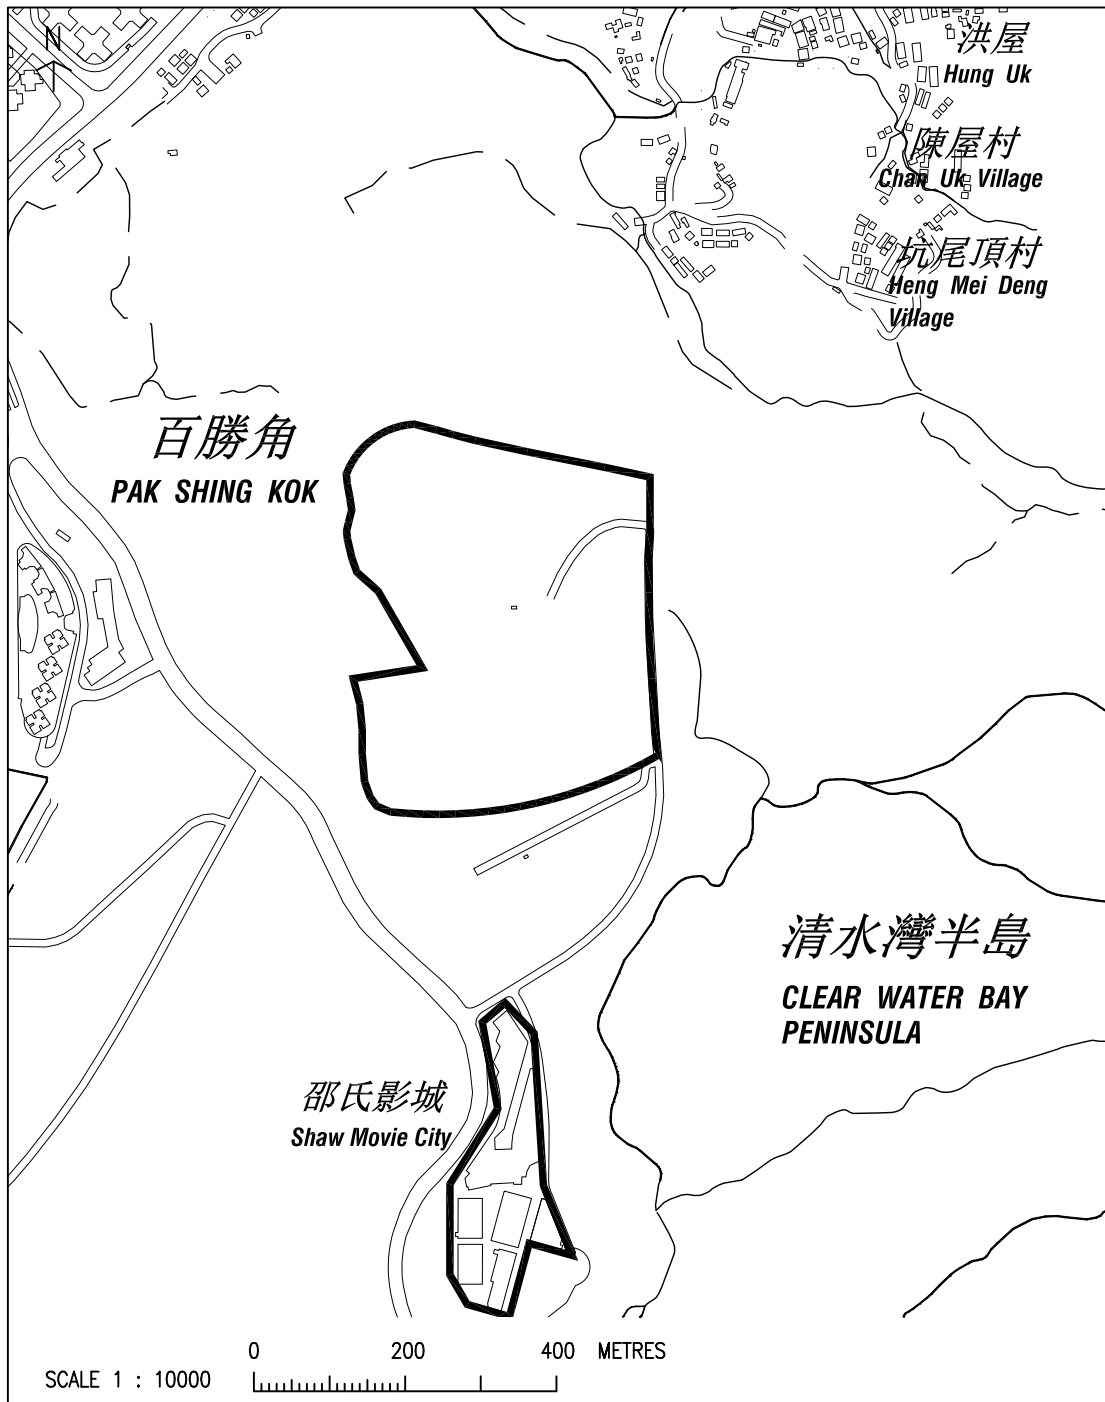 N
洪屋
Hung Uk
陳屋村
Chan Uk Village
坑尾頂村
Heng Mei Deng
Village
百勝角
PAK SHING KOK
清水灣半島
CLEAR WATER BAY
PENINSULA
邵氏影城
Shaw Movie City
0 200 400 METRES
SCALE 1 : 10000